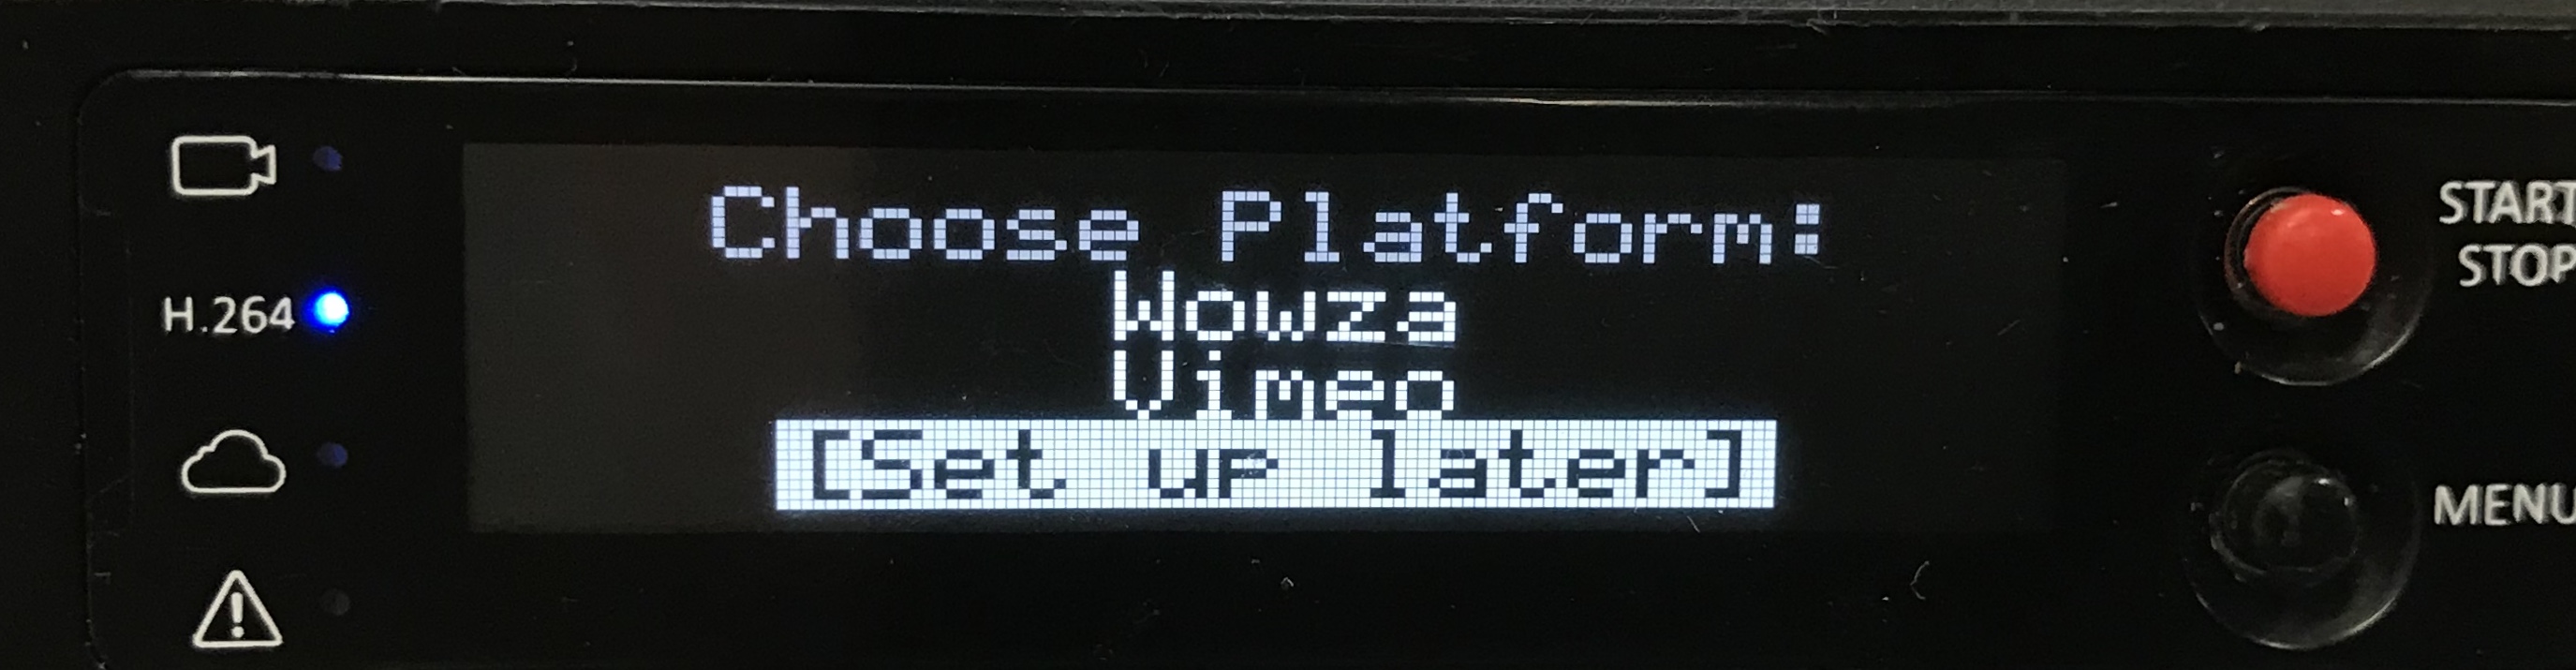 Choose Platform:
Wowza
Vimeo
[Set up later]
H.264
START
STOP
MENU